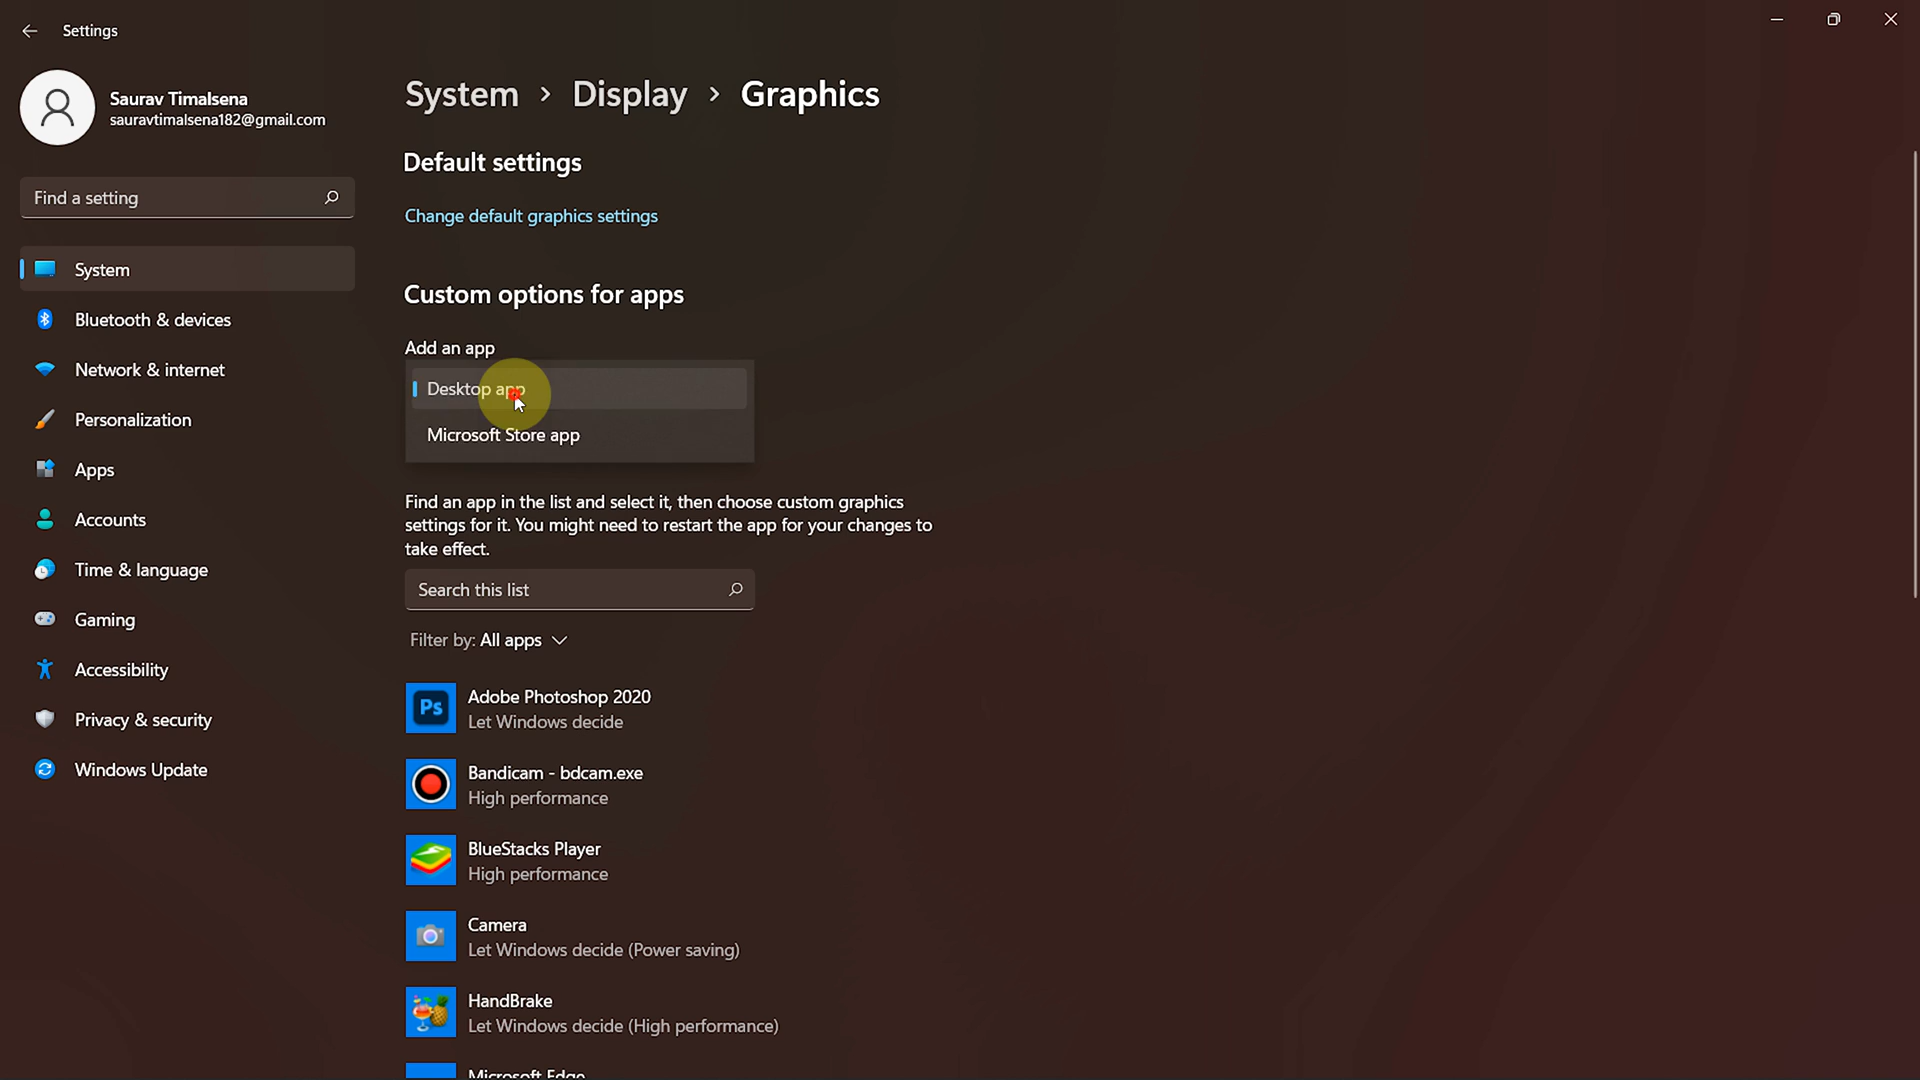 Settings
Saurav Timalsena
sauravtimalsena182@gmail.com
Find a setting
System
Bluetooth & devices
Network & internet
Personalization
Apps
Accounts
Time & language
Gaming
Accessibility
Privacy & security
Windows Update
System > Display > Graphics
Default settings
Change default graphics settings
Custom options for apps
Add an app
Desktop app
Microsoft Store app
Find an app in the list and select it, then choose custom graphics
settings for it. You might need to restart the app for your changes to
take effect.
Search this list
Filter by: All apps
Ps
Adobe Photoshop 2020
Let Windows decide
Bandicam - bdcam.exe
High performance
BlueStacks Player
High performance
Camera
Let Windows decide (Power saving)
HandBrake
Let Windows decide (High performance)
Microsoft Edge